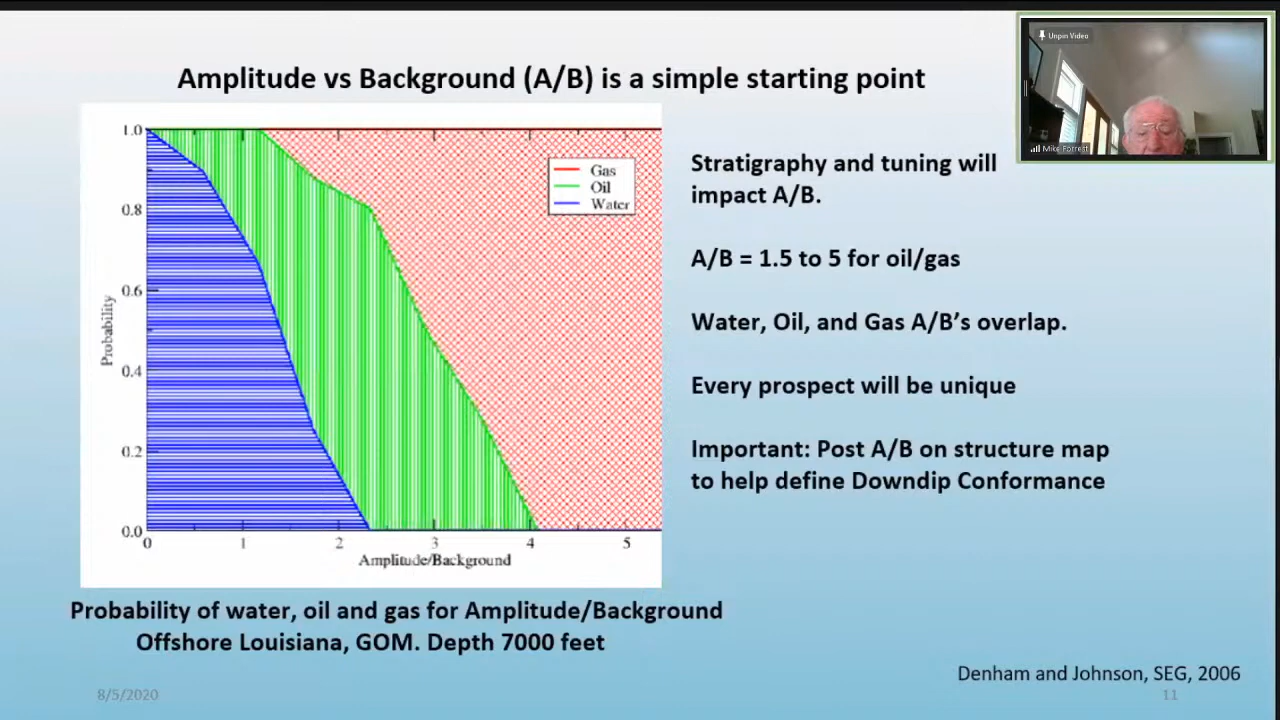 Unpin Video
Mike Forrest
Amplitude vs Background (A/B) is a simple starting point
1.0
0.8
0.6
0.4
0.2
0.0
Probability
0 1 2 3 4 5
Amplitude/Background
Gas
Oil
Water
Stratigraphy and tuning will
impact A/B.
A/B = 1.5 to 5 for oil/gas
Water, Oil, and Gas A/B’s overlap.
Every prospect will be unique
Important: Post A/B on structure map
to help define Downdip Conformance
Probability of water, oil and gas for Amplitude/Background
Offshore Louisiana, GOM. Depth 7000 feet
Denham and Johnson, SEG, 2006
8/5/2020
11